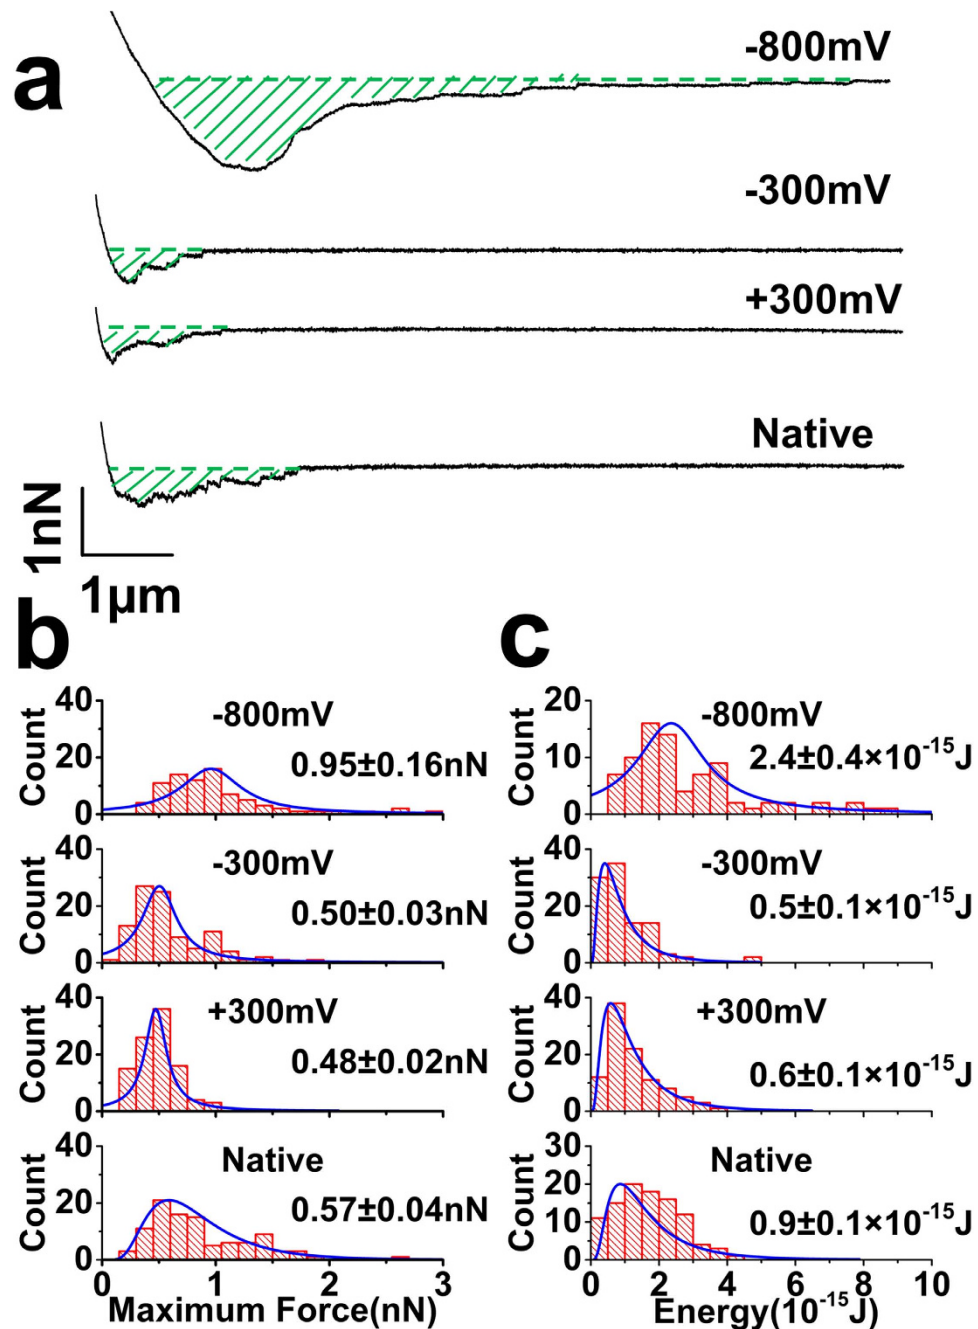 a
-800mV
-300mV
+300mV
Native
1nN
1μm
b
c
40
20
0
Count
-800mV
0.95±0.16nN
20
10
0
Count
-800mV
2.4±0.4×10⁻¹⁵J
40
20
0
Count
-300mV
0.50±0.03nN
40
20
0
Count
-300mV
0.5±0.1×10⁻¹⁵J
40
20
0
Count
+300mV
0.48±0.02nN
40
20
0
Count
+300mV
0.6±0.1×10⁻¹⁵J
40
20
0
Count
Native
0.57±0.04nN
0 1 2 3
Maximum Force(nN)
30
20
10
0
Count
Native
0.9±0.1×10⁻¹⁵J
0 2 4 6 8 10
Energy(10⁻¹⁵J)